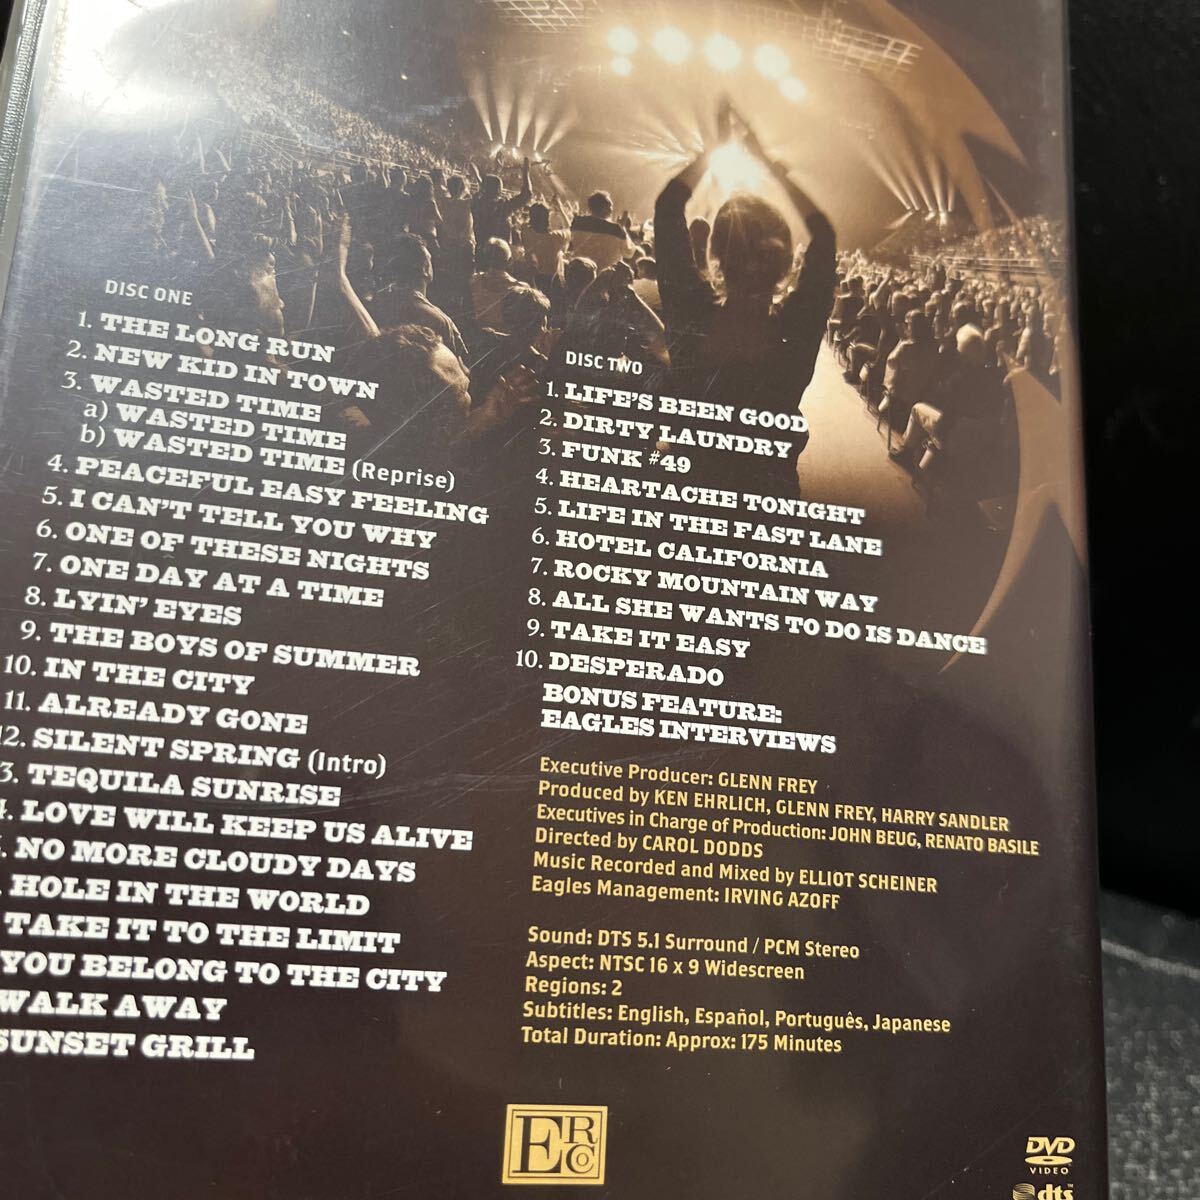 DISC ONE
1. THE LONG RUN
2. NEW KID IN TOWN
3. WASTED TIME
a) WASTED TIME
b) WASTED TIME (Reprise)
4. PEACEFUL EASY FEELING
5. I CAN'T TELL YOU WHY
6. ONE OF THESE NIGHTS
7. ONE DAY AT A TIME
8. LYIN' EYES
9. THE BOYS OF SUMMER
10. IN THE CITY
11. ALREADY GONE
12. SILENT SPRING (Intro)
3. TEQUILA SUNRISE
4. LOVE WILL KEEP US ALIVE
. NO MORE CLOUDY DAYS
. HOLE IN THE WORLD
TAKE IT TO THE LIMIT
YOU BELONG TO THE CITY
WALK AWAY
SUNSET GRILL
DISC TWO
1. LIFE'S BEEN GOOD
2. DIRTY LAUNDRY
3. FUNK #49
4. HEARTACHE TONIGHT
5. LIFE IN THE FAST LANE
6. HOTEL CALIFORNIA
7. ROCKY MOUNTAIN WAY
8. ALL SHE WANTS TO DO IS DANCE
9. TAKE IT EASY
10. DESPERADO
BONUS FEATURE:
EAGLES INTERVIEWS
Executive Producer: GLENN FREY
Produced by KEN EHRLICH, GLENN FREY, HARRY SANDLER
Executives in Charge of Production: JOHN BEUG, RENATO BASILE
Directed by CAROL DODDS
Music Recorded and Mixed by ELLIOT SCHEINER
Eagles Management: IRVING AZOFF
Sound: DTS 5.1 Surround / PCM Stereo
Aspect: NTSC 16 x 9 Widescreen
Regions: 2
Subtitles: English, Español, Português, Japanese
Total Duration: Approx: 175 Minutes
ERCO
DVD
VIDEO
dts